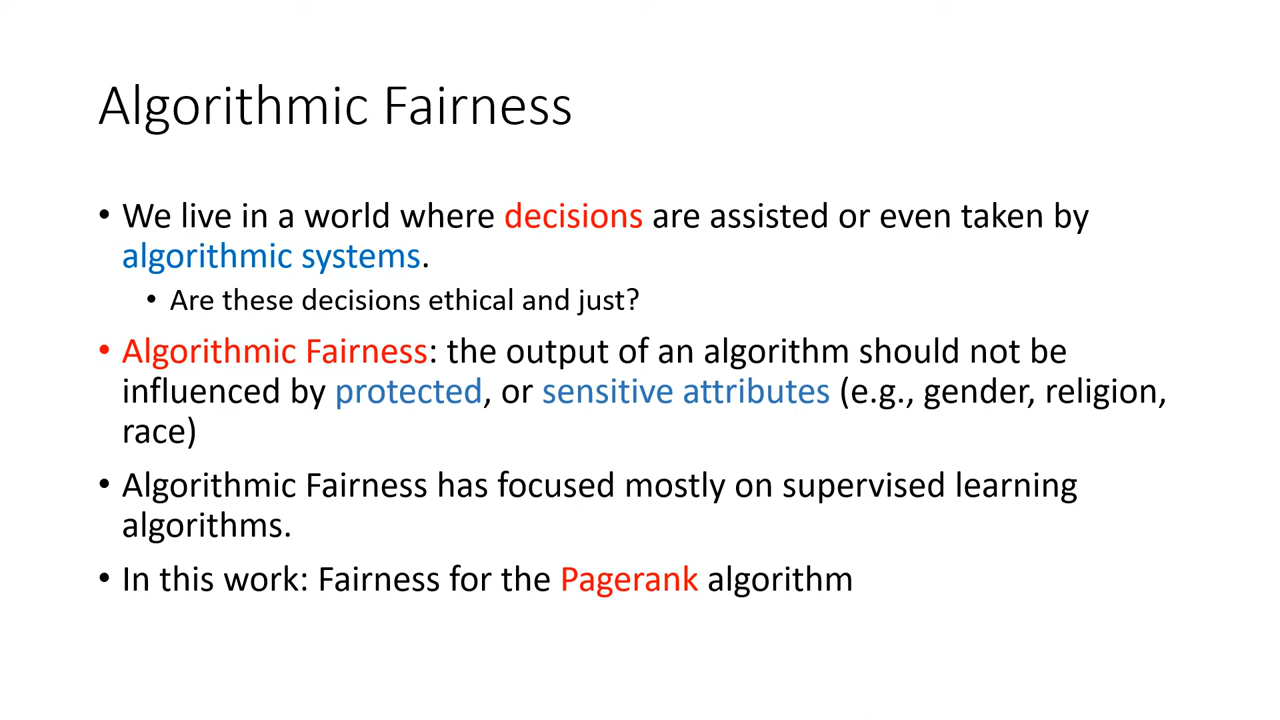 Algorithmic Fairness
• We live in a world where decisions are assisted or even taken by
algorithmic systems.
• Are these decisions ethical and just?
• Algorithmic Fairness: the output of an algorithm should not be
influenced by protected, or sensitive attributes (e.g., gender, religion,
race)
• Algorithmic Fairness has focused mostly on supervised learning
algorithms.
• In this work: Fairness for the Pagerank algorithm